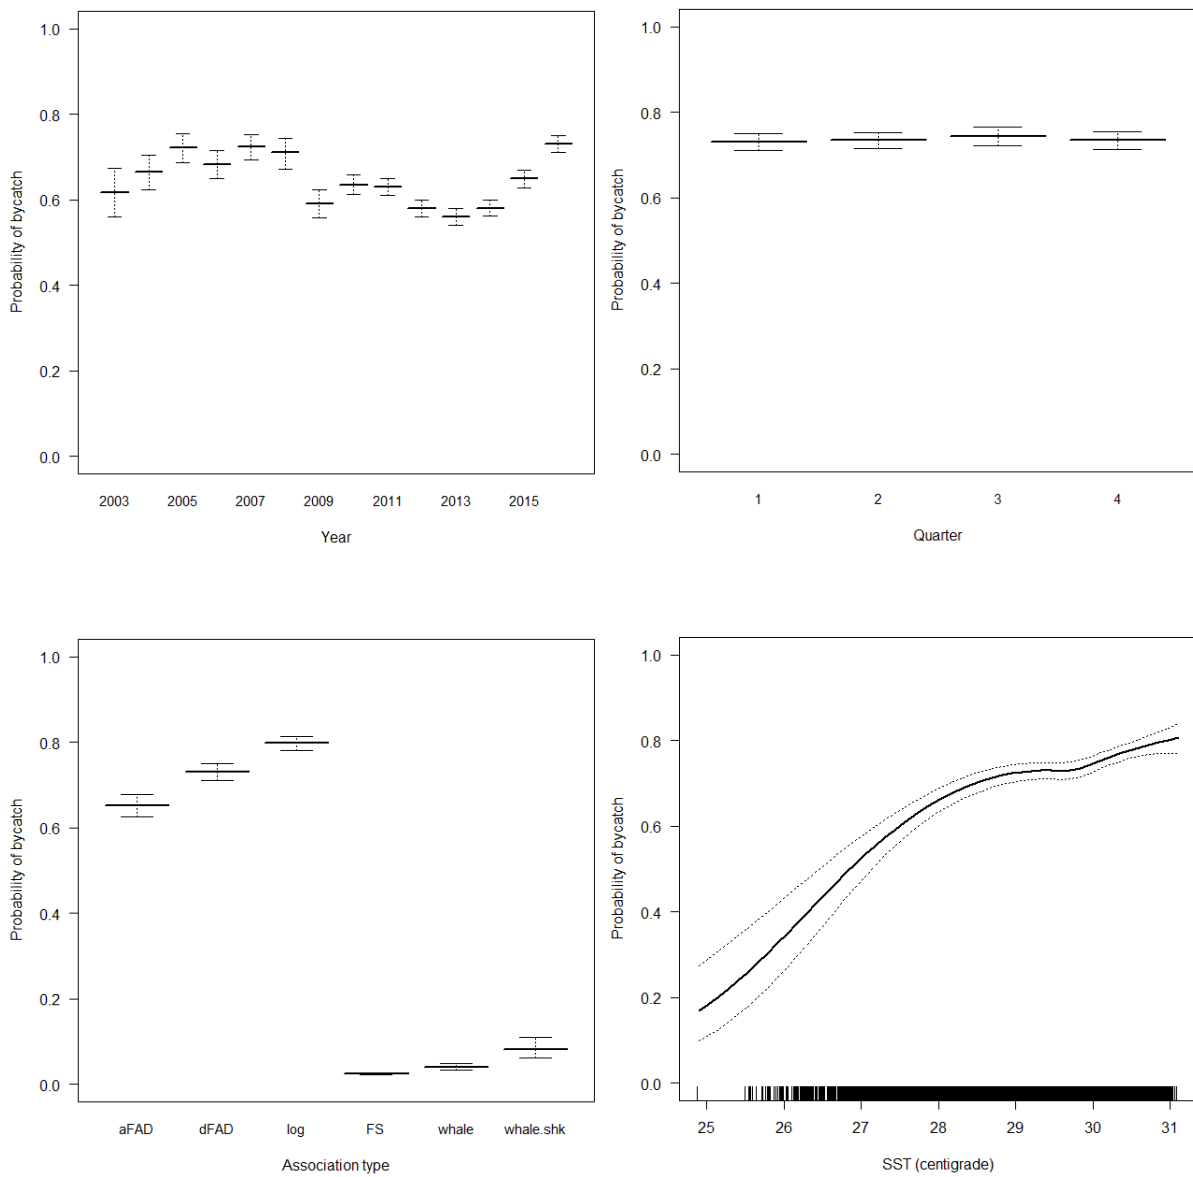 Probability of bycatch
1.0
0.8
0.6
0.4
0.2
0.0
2003 2005 2007 2009 2011 2013 2015
Year
Probability of bycatch
1.0
0.8
0.6
0.4
0.2
0.0
1 2 3 4
Quarter
Probability of bycatch
1.0
0.8
0.6
0.4
0.2
0.0
aFAD dFAD log FS whale whale.shk
Association type
Probability of bycatch
1.0
0.8
0.6
0.4
0.2
0.0
25 26 27 28 29 30 31
SST (centigrade)